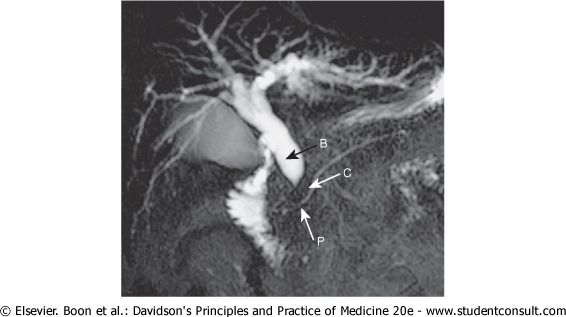 B
C
P
© Elsevier. Boon et al.: Davidson's Principles and Practice of Medicine 20e - www.studentconsult.com